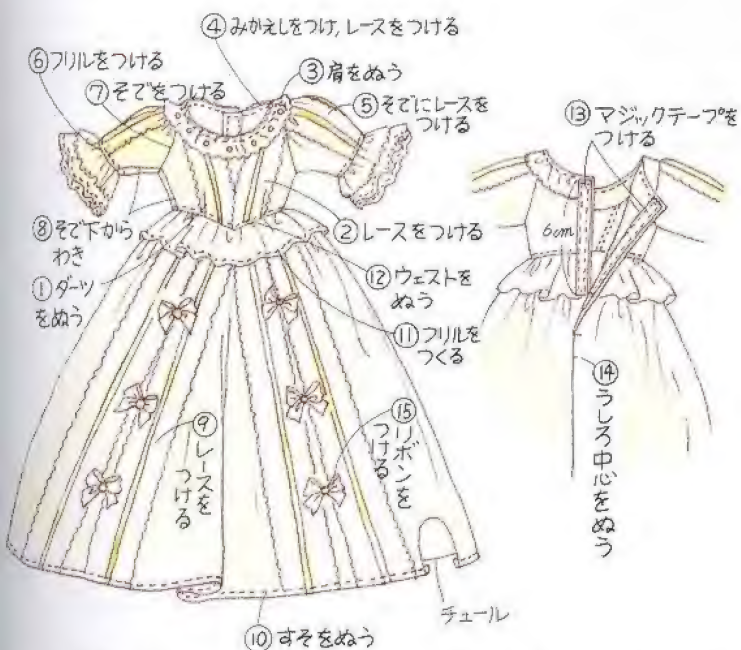 ④みかえしをつけ,レースをつける
⑥フリルをつける
③肩をぬう
⑦そでをつける
⑤そでにレースを
つける
⑬マジックテープを
つける
6cm
⑧そで下から
わき
②レースをつける
①ダーツ
をぬう
⑫ウェストを
ぬう
⑪フリルを
つくる
⑭うしろ中心をぬう
⑨レースを
つける
⑮リボンを
つける
チュール
⑩すそをぬう